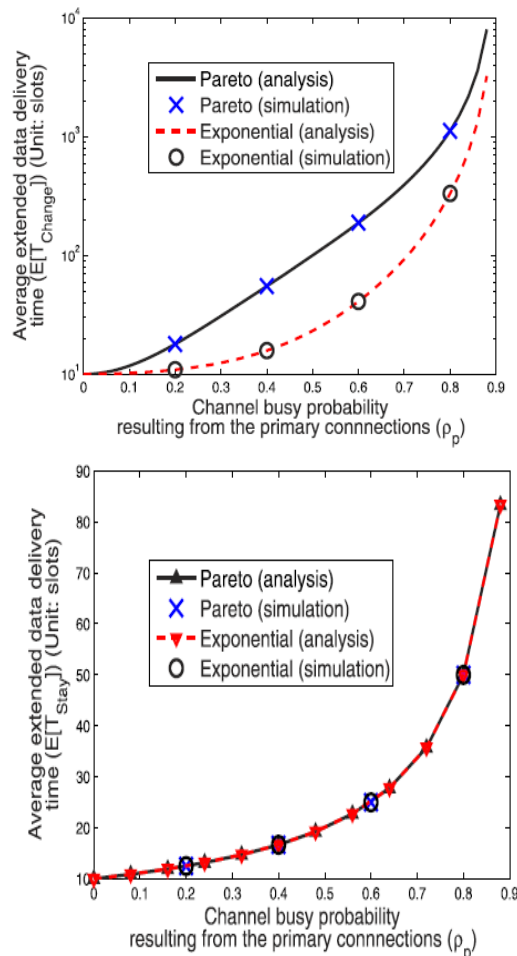 10^4
10^3
10^2
10^1
Average extended data delivery
time (E[T_Change]) (Unit: slots)
Pareto (analysis)
Pareto (simulation)
Exponential (analysis)
Exponential (simulation)
0 0.1 0.2 0.3 0.4 0.5 0.6 0.7 0.8 0.9
Channel busy probability
resulting from the primary connnections (ρ_p)
90
80
70
60
50
40
30
20
10
Average extended data delivery
time (E[T_Stay]) (Unit: slots)
Pareto (analysis)
Pareto (simulation)
Exponential (analysis)
Exponential (simulation)
0 0.1 0.2 0.3 0.4 0.5 0.6 0.7 0.8 0.9
Channel busy probability
resulting from the primary connnections (ρ_p)